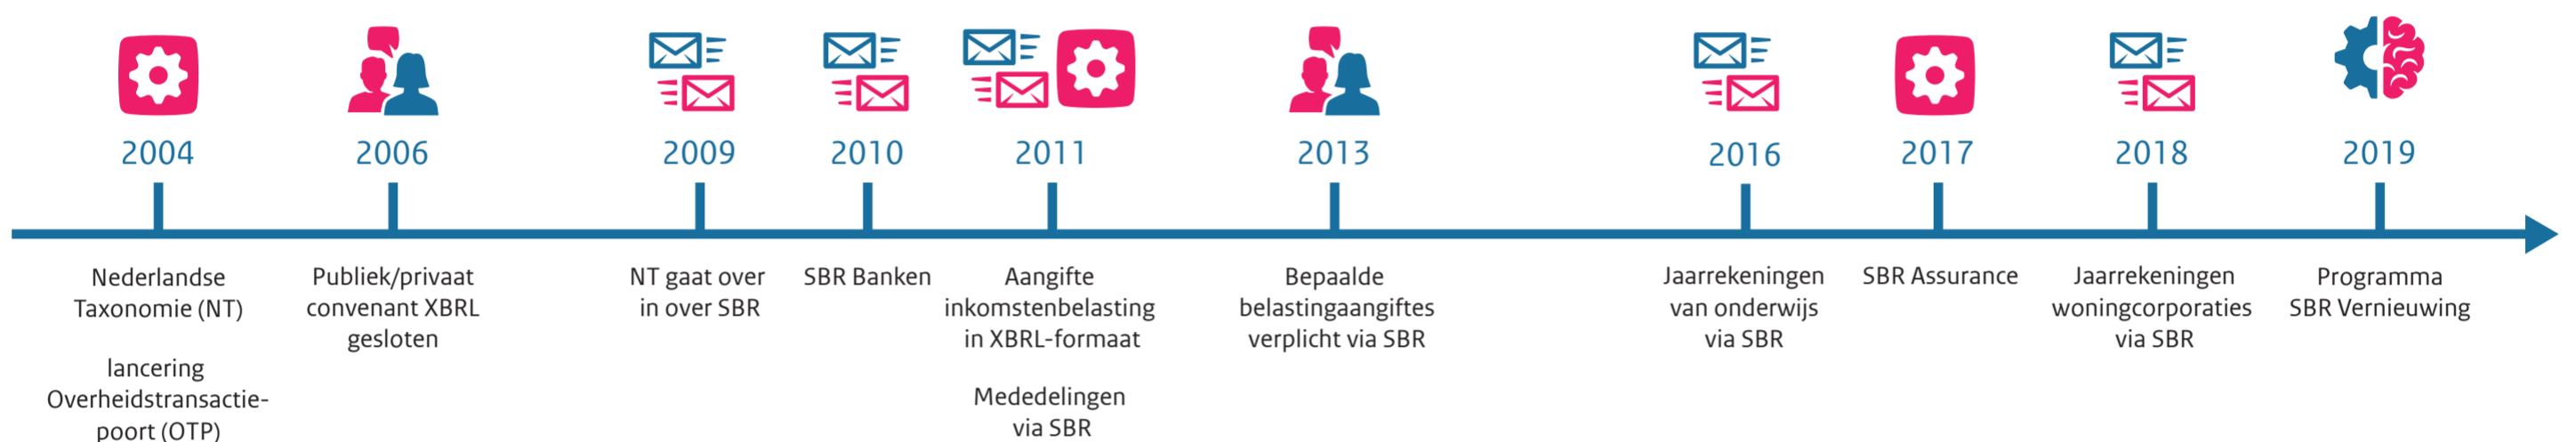 2004
Nederlandse
Taxonomie (NT)
lancering
Overheidstransactie-
poort (OTP)
2006
Publiek/privaat
convenant XBRL
gesloten
2009
NT gaat over
in over SBR
2010
SBR Banken
2011
Aangifte
inkomstenbelasting
in XBRL-formaat
Mededelingen
via SBR
2013
Bepaalde
belastingaangiftes
verplicht via SBR
2016
Jaarrekeningen
van onderwijs
via SBR
2017
SBR Assurance
2018
Jaarrekeningen
woningcorporaties
via SBR
2019
Programma
SBR Vernieuwing